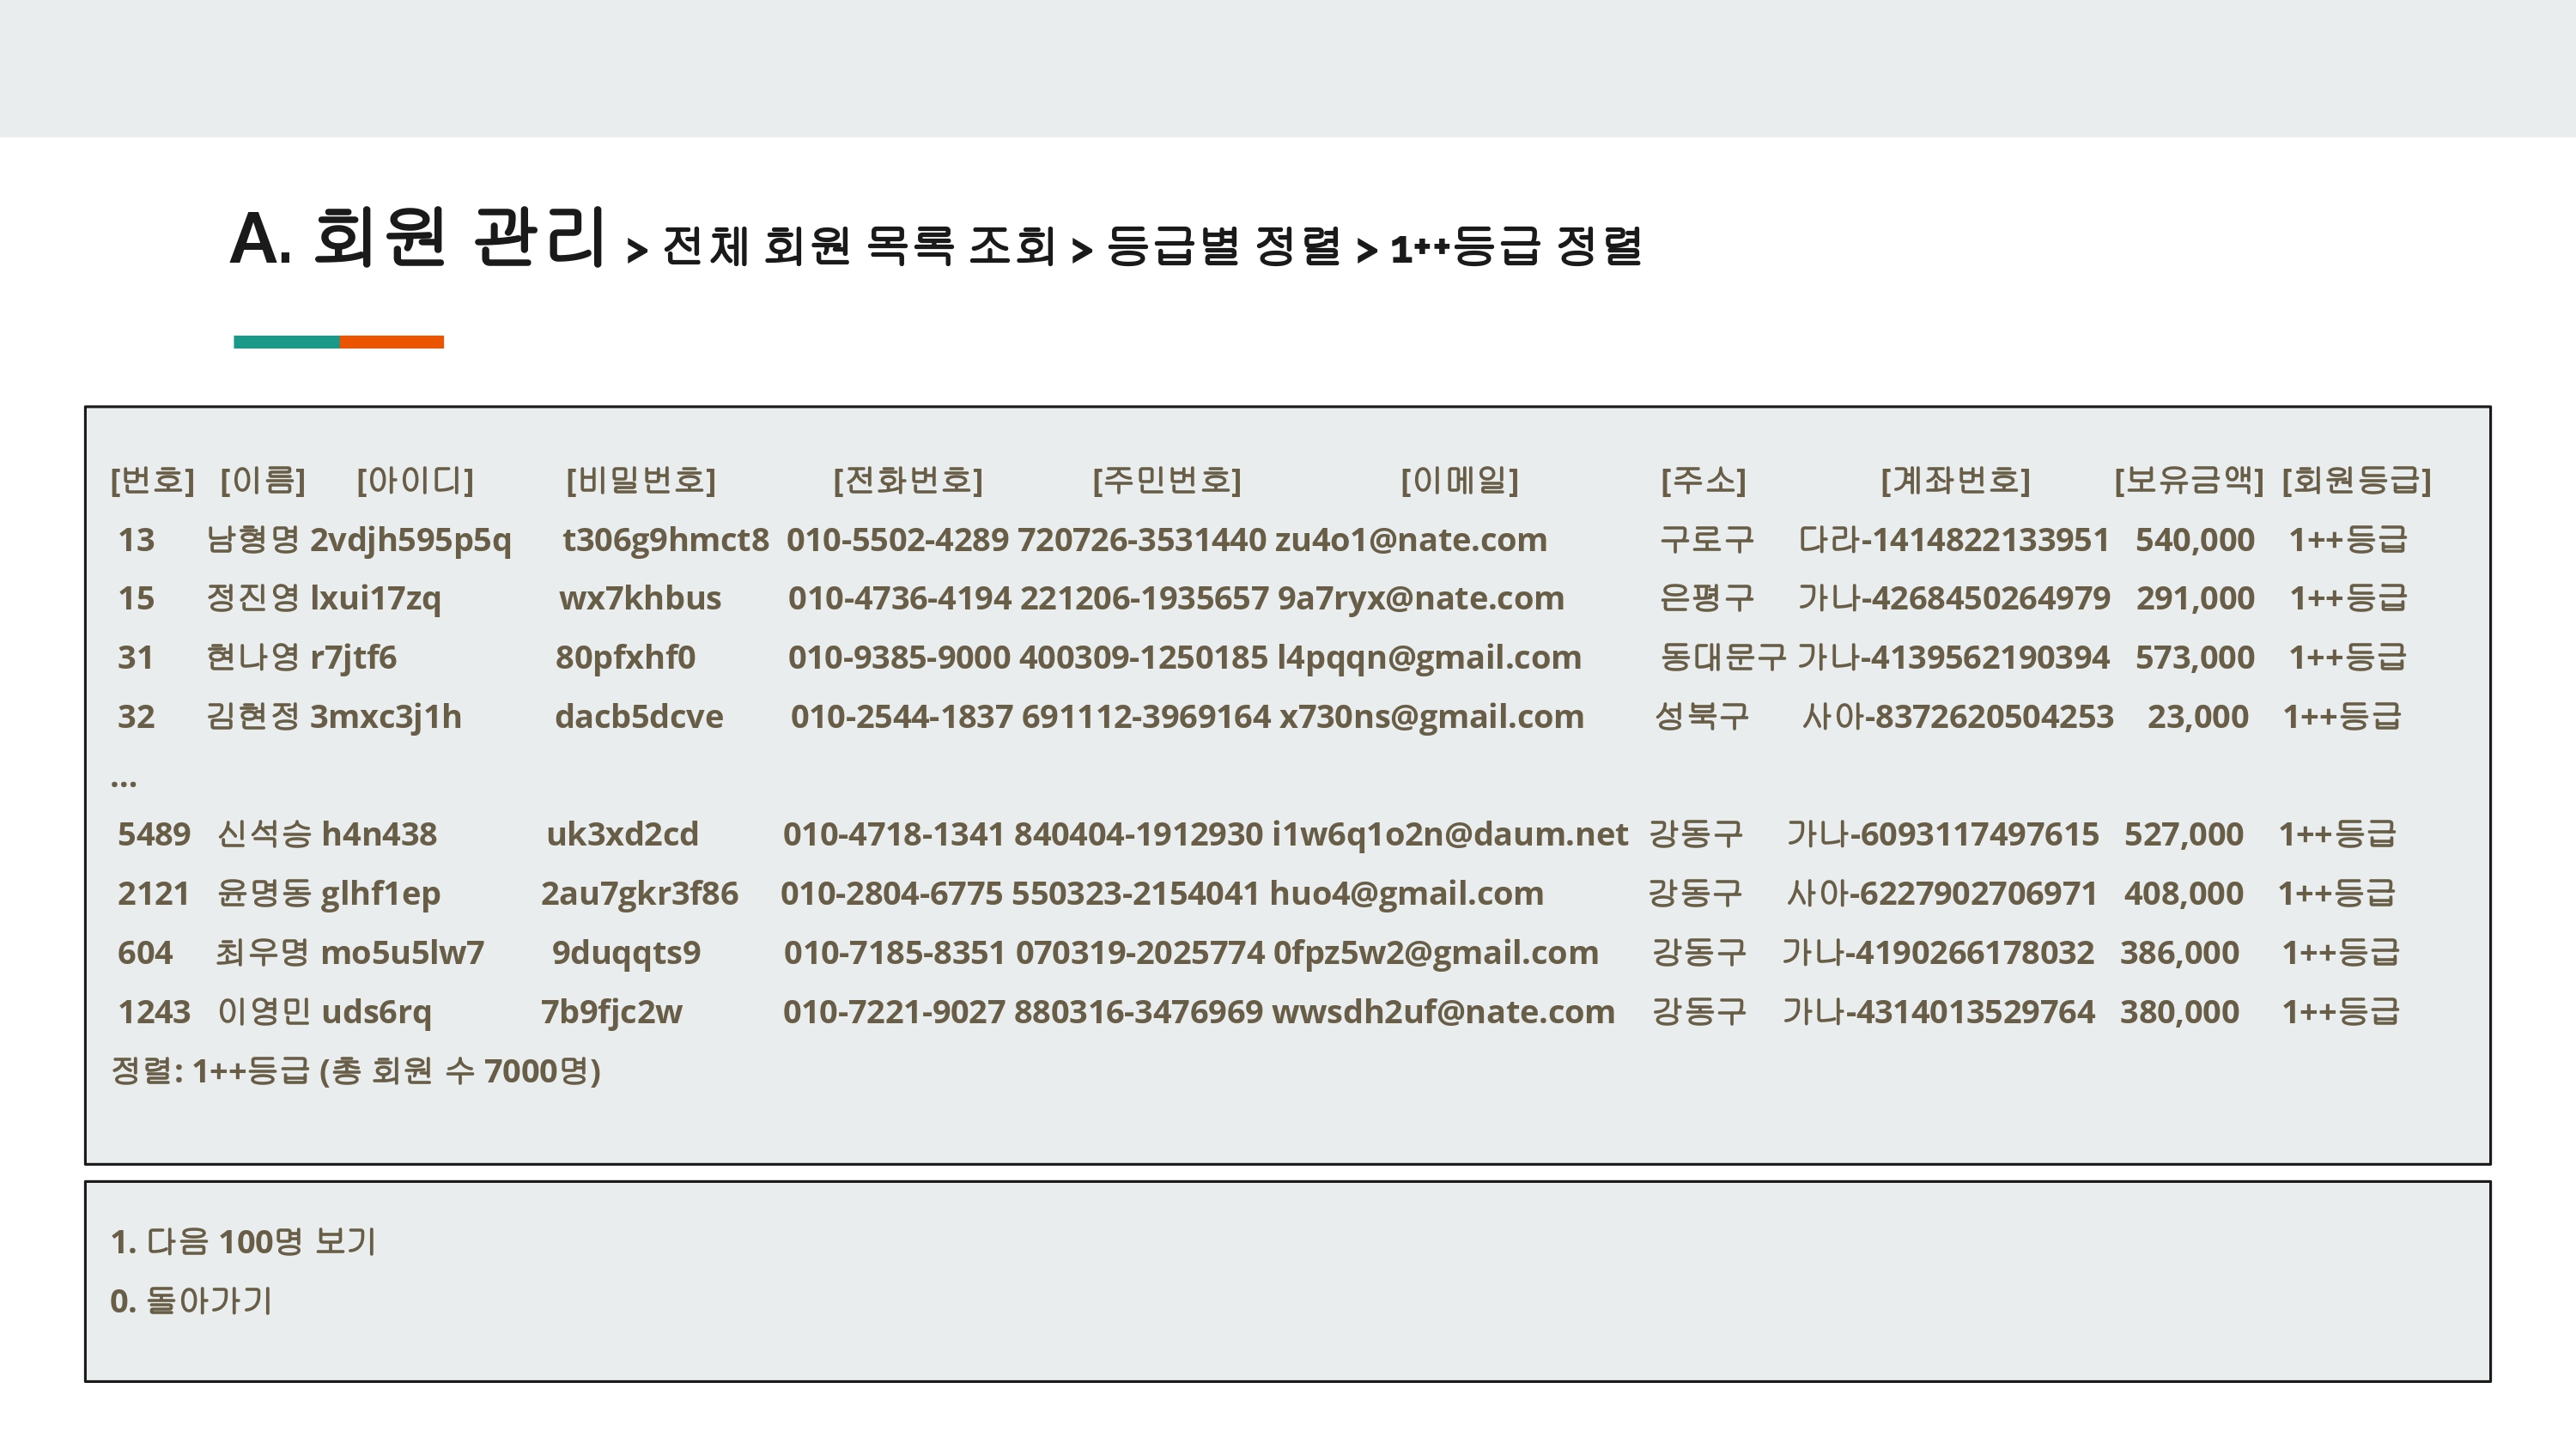 A. 회원 관리 > 전체 회원 목록 조회 > 등급별 정렬 > 1++등급 정렬
[번호] [이름] [아이디] [비밀번호] [전화번호] [주민번호] [이메일] [주소] [계좌번호] [보유금액] [회원등급]
13 남형명 2vdjh595p5q t306g9hmct8 010-5502-4289 720726-3531440 zu4o1@nate.com 구로구 다라-1414822133951 540,000 1++등급
15 정진영 lxui17zq wx7khbus 010-4736-4194 221206-1935657 9a7ryx@nate.com 은평구 가나-4268450264979 291,000 1++등급
31 현나영 r7jtf6 80pfxhf0 010-9385-9000 400309-1250185 l4pqqn@gmail.com 동대문구 가나-4139562190394 573,000 1++등급
32 김현정 3mxc3j1h dacb5dcve 010-2544-1837 691112-3969164 x730ns@gmail.com 성북구 사아-8372620504253 23,000 1++등급
...
5489 신석승 h4n438 uk3xd2cd 010-4718-1341 840404-1912930 i1w6q1o2n@daum.net 강동구 가나-6093117497615 527,000 1++등급
2121 윤명동 glhf1ep 2au7gkr3f86 010-2804-6775 550323-2154041 huo4@gmail.com 강동구 사아-6227902706971 408,000 1++등급
604 최우명 mo5u5lw7 9duqqts9 010-7185-8351 070319-2025774 0fpz5w2@gmail.com 강동구 가나-4190266178032 386,000 1++등급
1243 이영민 uds6rq 7b9fjc2w 010-7221-9027 880316-3476969 wwsdh2uf@nate.com 강동구 가나-4314013529764 380,000 1++등급
정렬: 1++등급 (총 회원 수 7000명)
1. 다음 100명 보기
0. 돌아가기